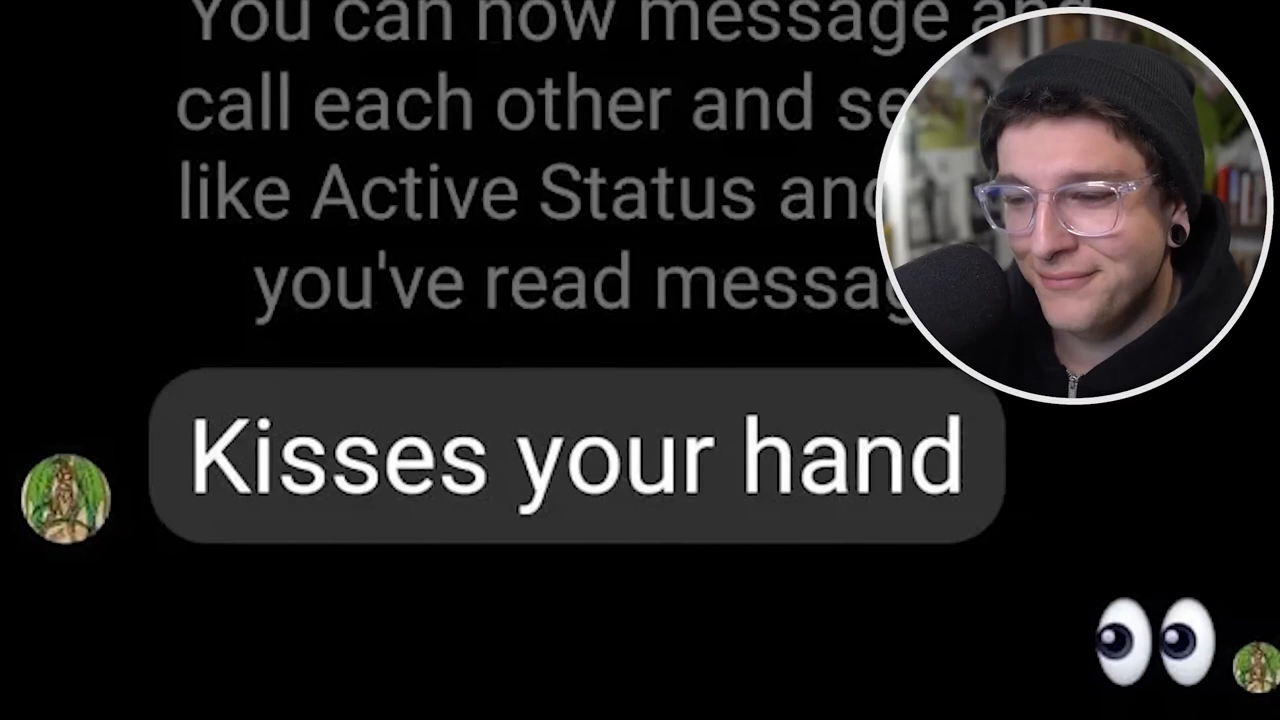 You can now message and
call each other and se
like Active Status and
you've read messag
Kisses your hand